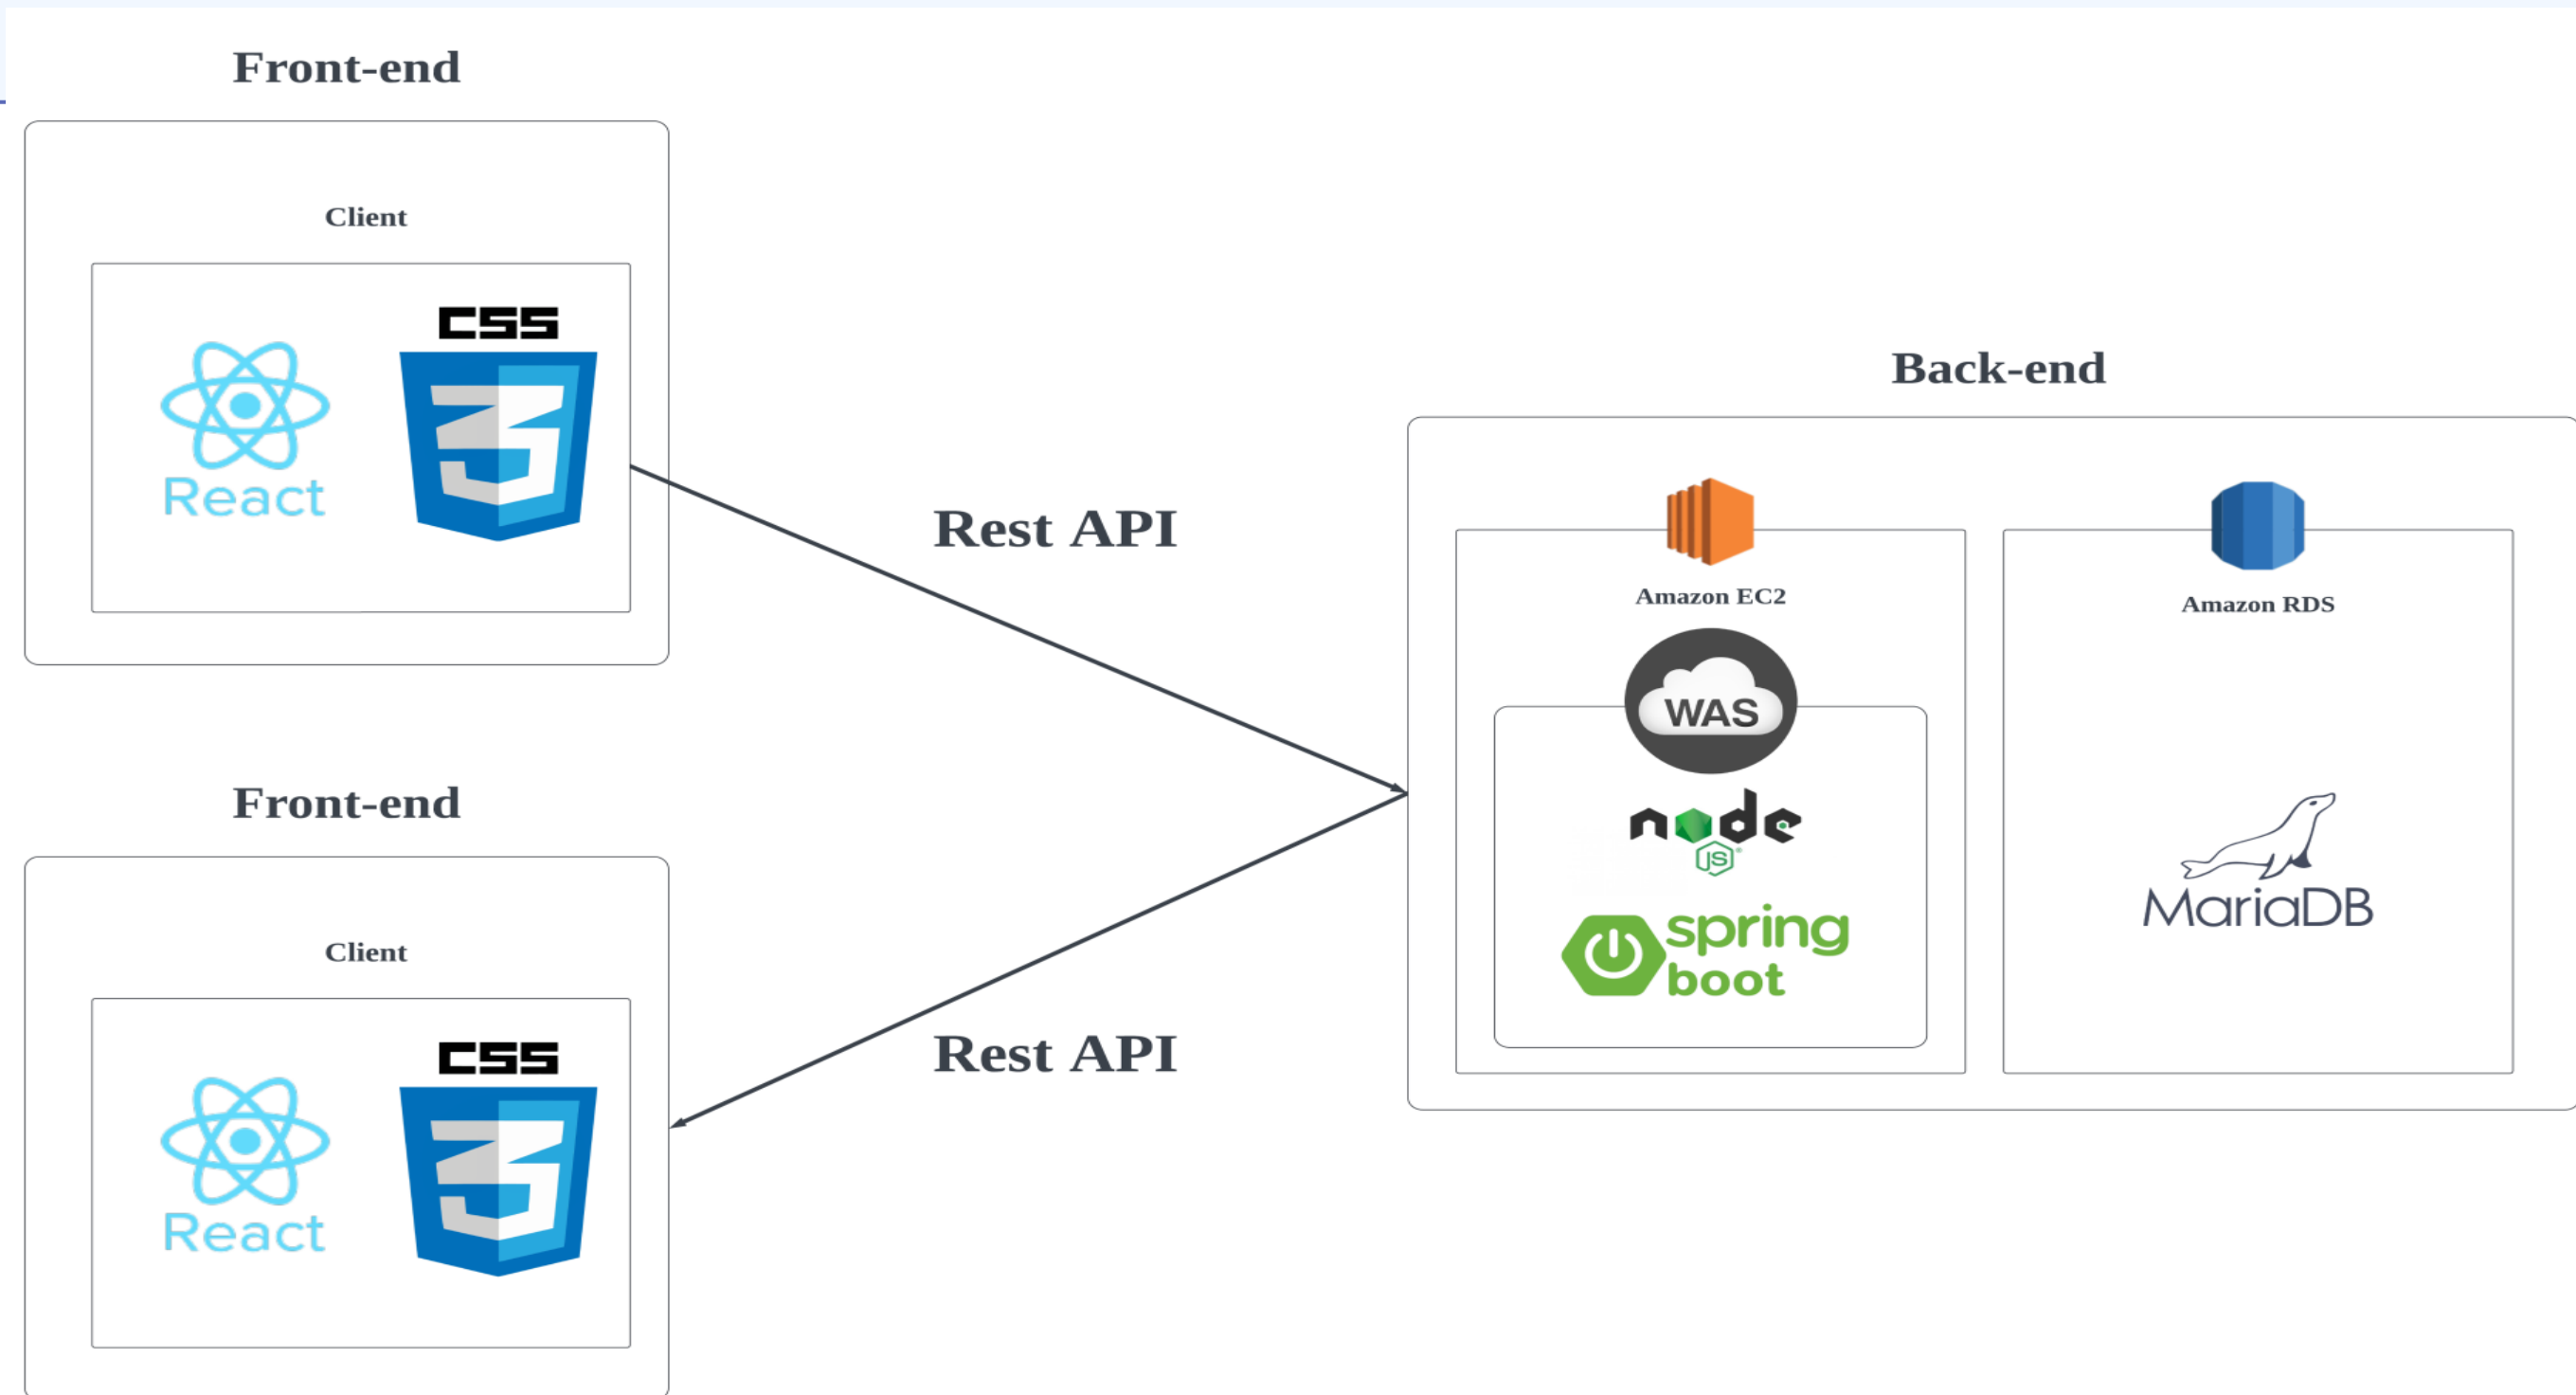 Front-end
Client
CSS
React
Rest API
Back-end
Amazon EC2
Amazon RDS
WAS
node
JS
spring
boot
MariaDB
Front-end
Client
CSS
React
Rest API